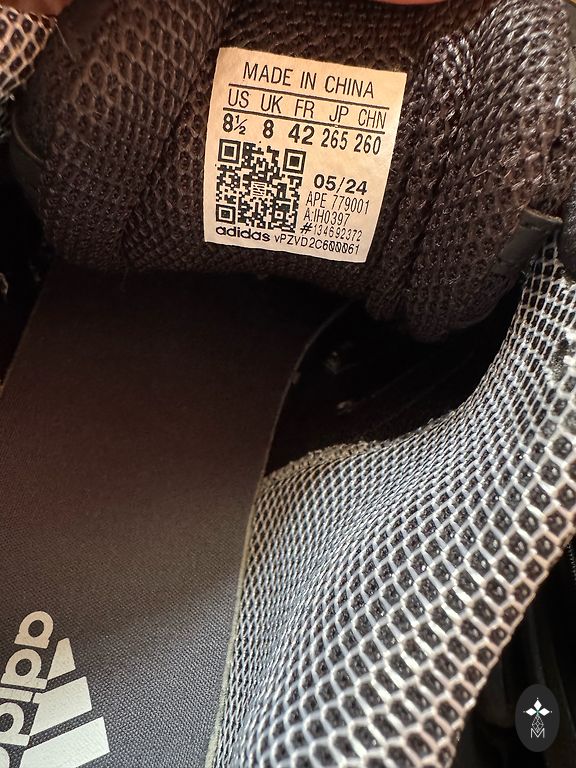 MADE IN CHINA
US UK FR JP CHN
8½ 8 42 265 260
05/24
APE 779001
A:IH0397
#134692372
adidas vPZVD2C600061
adidas
M